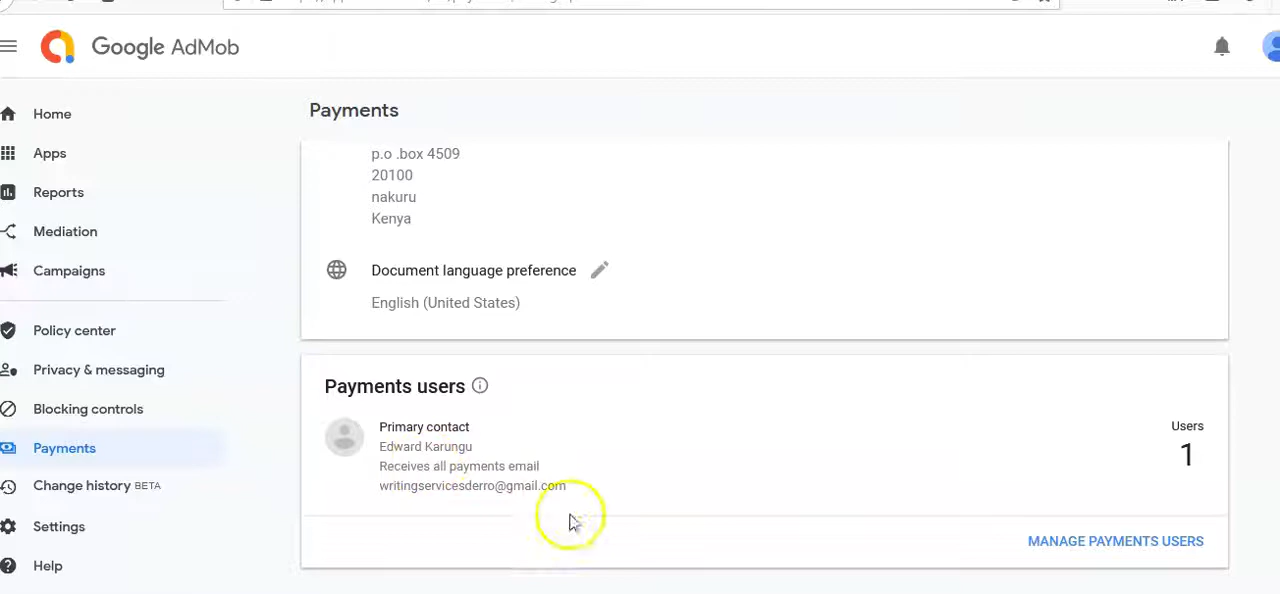 Google AdMob
Home
Apps
Reports
Mediation
Campaigns
Policy center
Privacy & messaging
Blocking controls
Payments
Change history BETA
Settings
Help
Payments
p.o .box 4509
20100
nakuru
Kenya
Document language preference
English (United States)
Payments users
Primary contact
Edward Karungu
Receives all payments email
writingservicesderro@gmail.com
Users
1
MANAGE PAYMENTS USERS